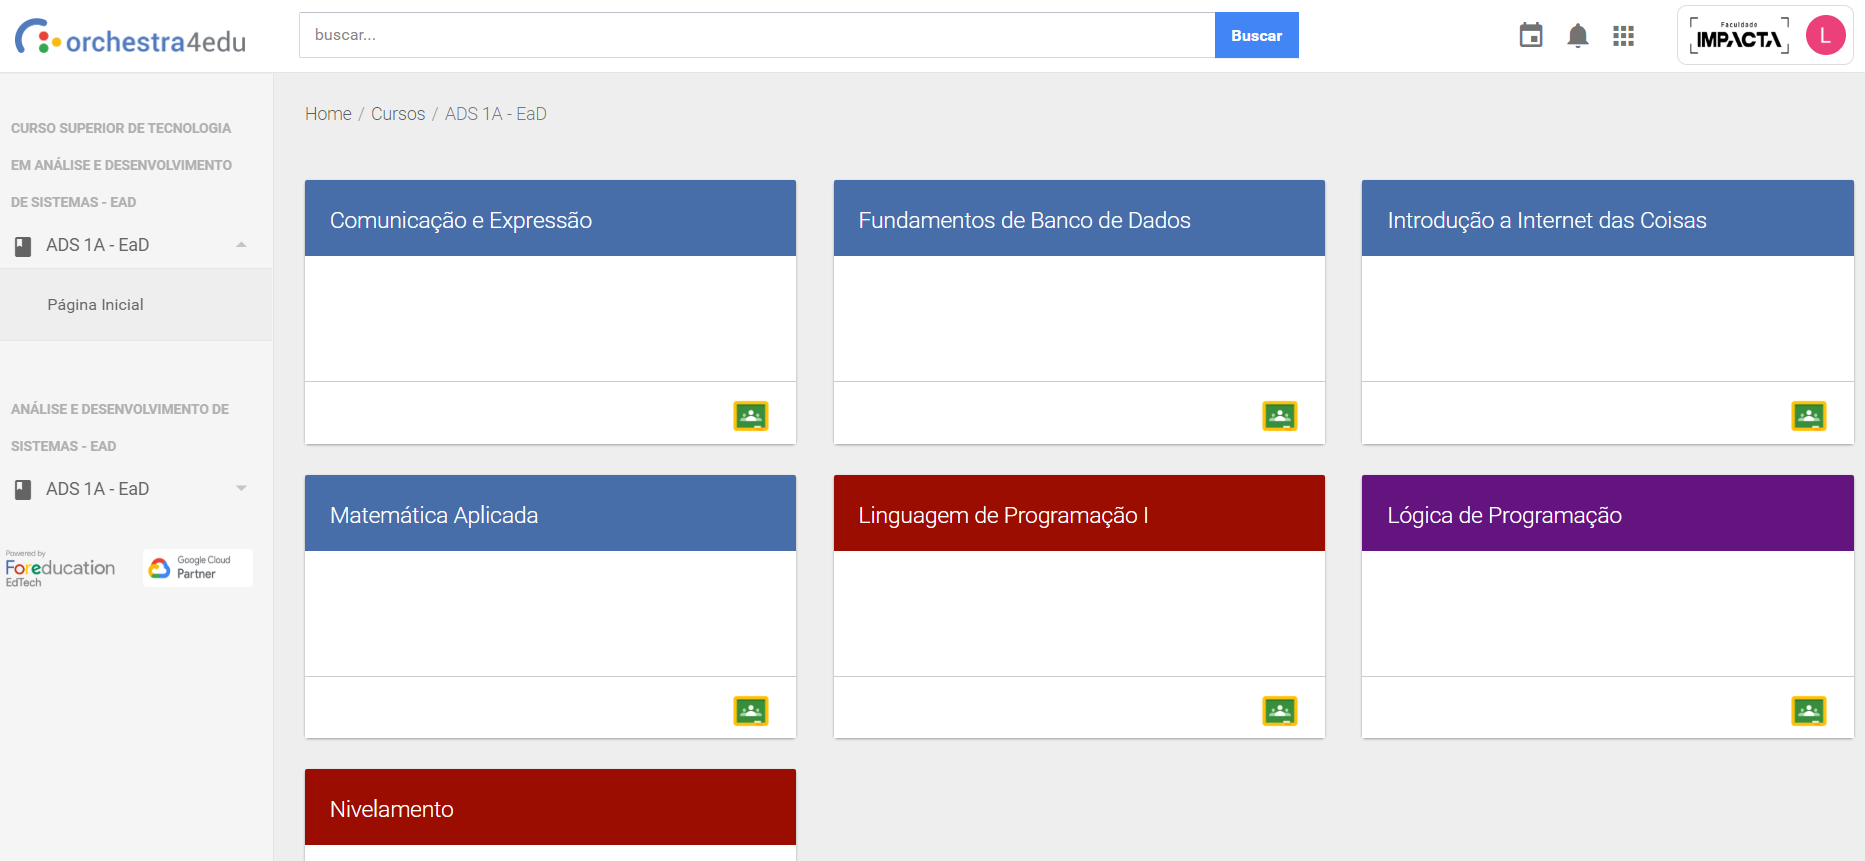 orchestra4edu
buscar...
Buscar
Faculdade
IMPACTA
L
CURSO SUPERIOR DE TECNOLOGIA
EM ANÁLISE E DESENVOLVIMENTO
DE SISTEMAS - EAD
ADS 1A - EaD
Página Inicial
ANÁLISE E DESENVOLVIMENTO DE
SISTEMAS - EAD
ADS 1A - EaD
Powered by
Foreducation
EdTech
Google Cloud
Partner
Home / Cursos / ADS 1A - EaD
Comunicação e Expressão
Fundamentos de Banco de Dados
Introdução a Internet das Coisas
Matemática Aplicada
Linguagem de Programação I
Lógica de Programação
Nivelamento